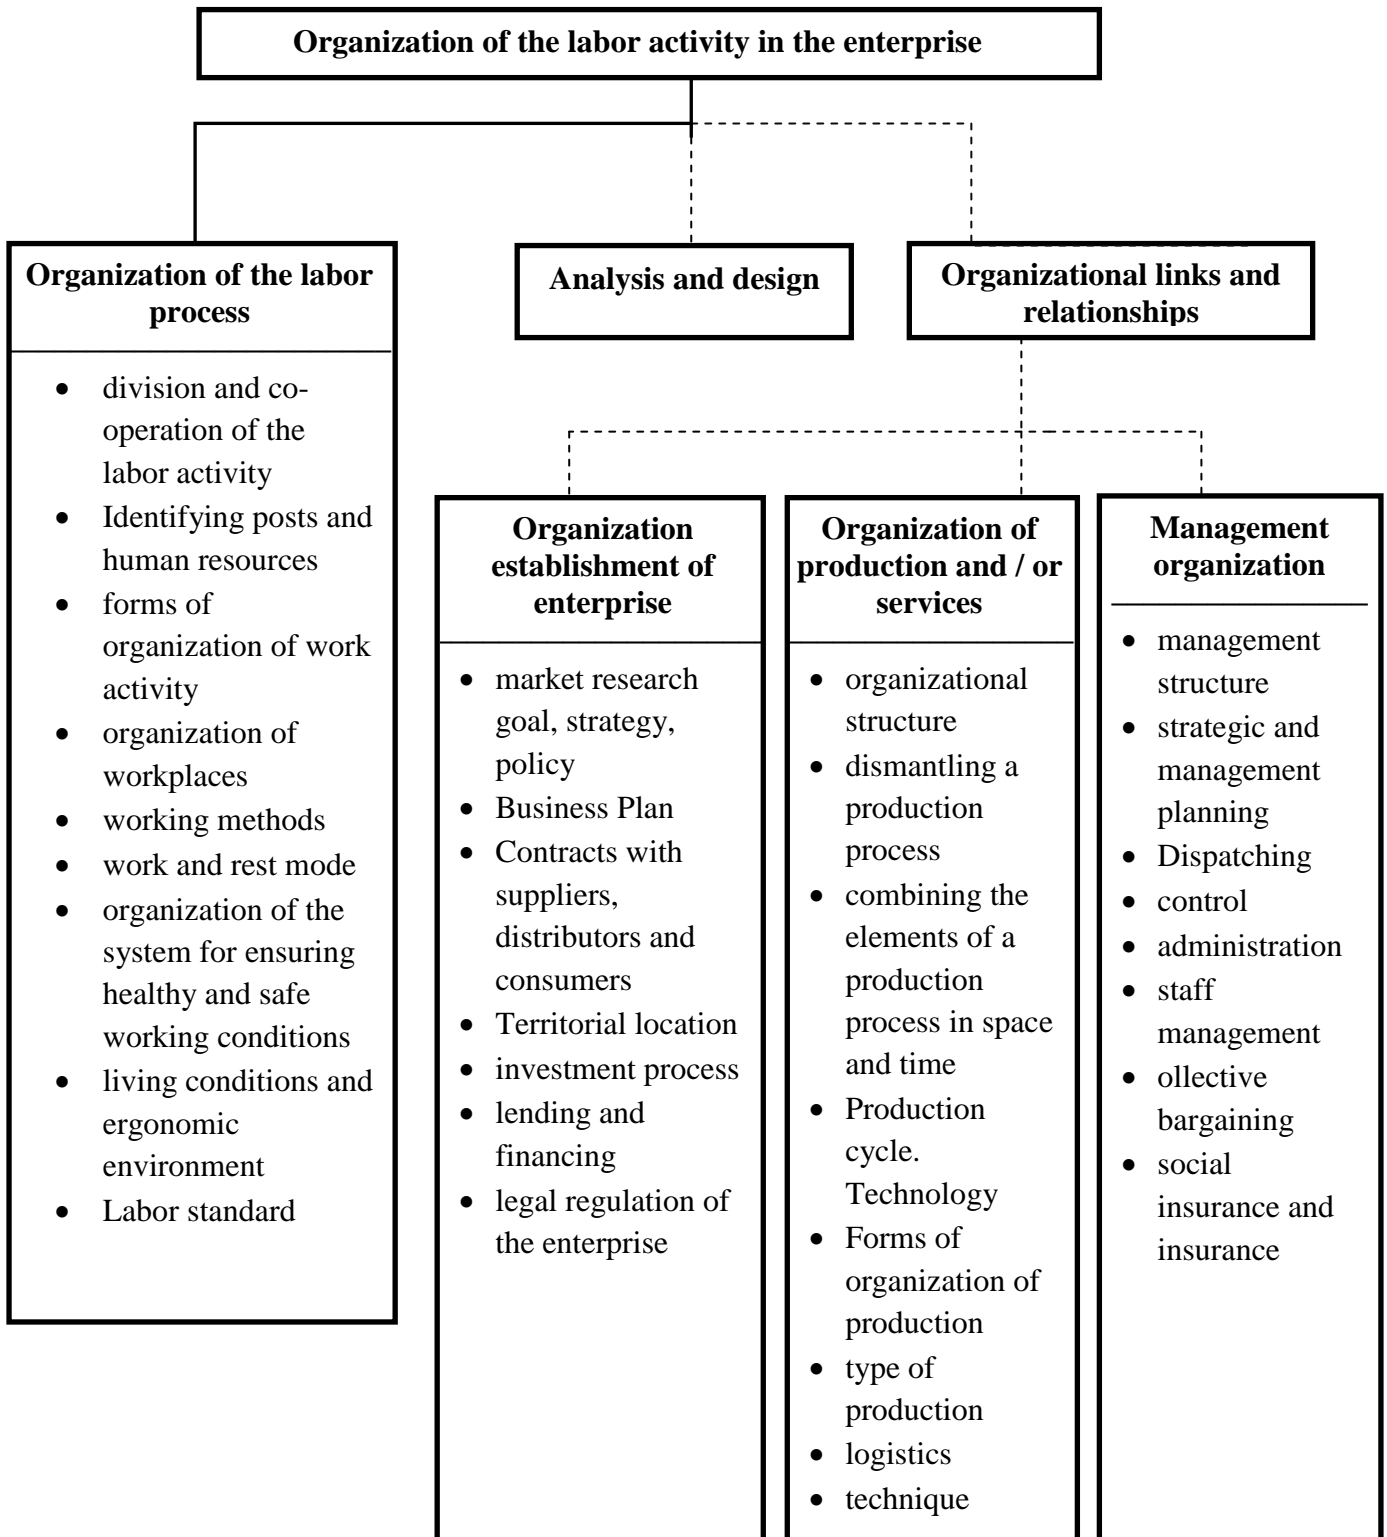 Organization of the labor activity in the enterprise
Organization of the labor
process
• division and co-
operation of the
labor activity
• Identifying posts and
human resources
• forms of
organization of work
activity
• organization of
workplaces
• working methods
• work and rest mode
• organization of the
system for ensuring
healthy and safe
working conditions
• living conditions and
ergonomic
environment
• Labor standard
Analysis and design
Organizational links and
relationships
Organization
establishment of
enterprise
• market research
goal, strategy,
policy
• Business Plan
• Contracts with
suppliers,
distributors and
consumers
• Territorial location
• investment process
• lending and
financing
• legal regulation of
the enterprise
Organization of
production and / or
services
• organizational
structure
• dismantling a
production
process
• combining the
elements of a
production
process in space
and time
• Production
cycle.
Technology
• Forms of
organization of
production
• type of
production
• logistics
• technique
Management
organization
• management
structure
• strategic and
management
planning
• Dispatching
• control
• administration
• staff
management
• ollective
bargaining
• social
insurance and
insurance